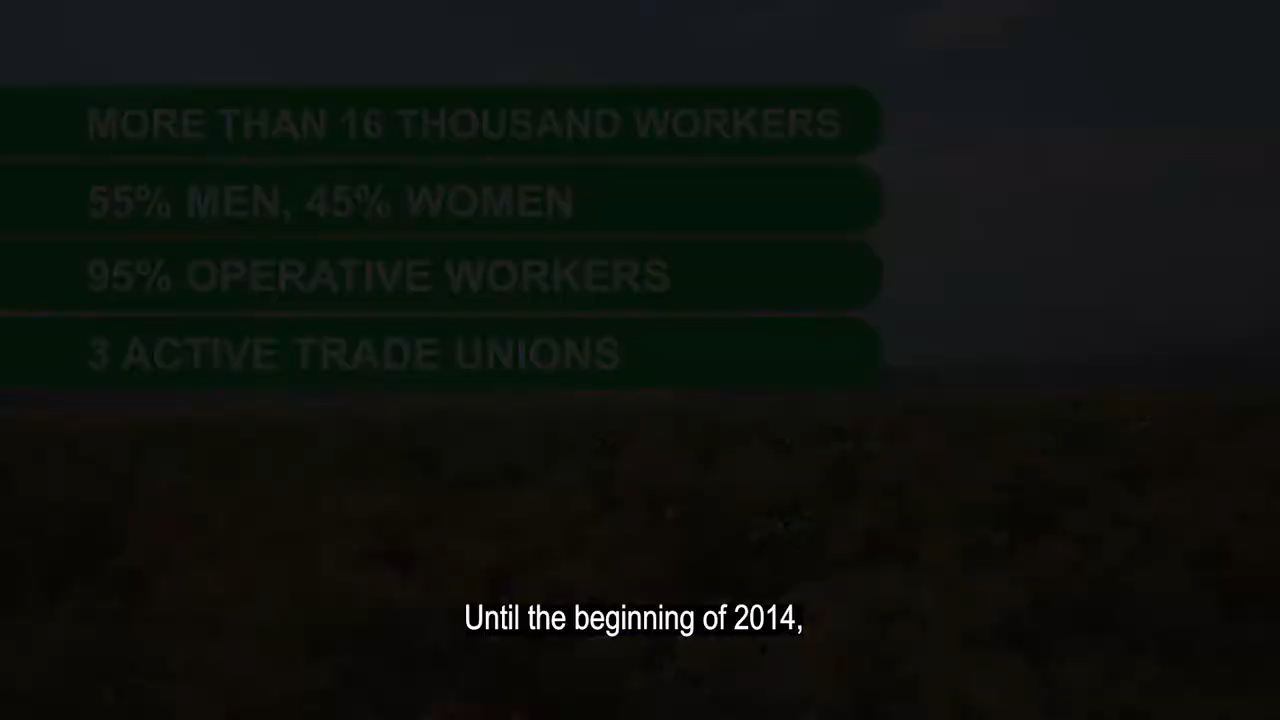 MORE THAN 16 THOUSAND WORKERS
55% MEN, 45% WOMEN
95% OPERATIVE WORKERS
3 ACTIVE TRADE UNIONS
Until the beginning of 2014,